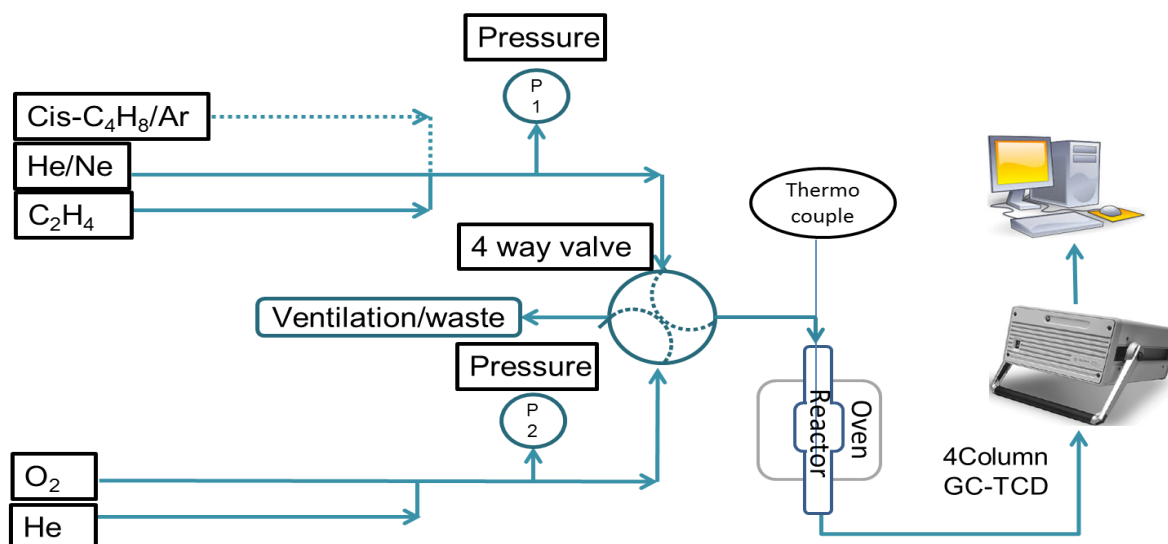 Pressure
P
1
Cis-C₄H₈/Ar
He/Ne
C₂H₄
Thermo
couple
4 way valve
Ventilation/waste
Pressure
P
2
Reactor
Oven
O₂
He
4Column
GC-TCD